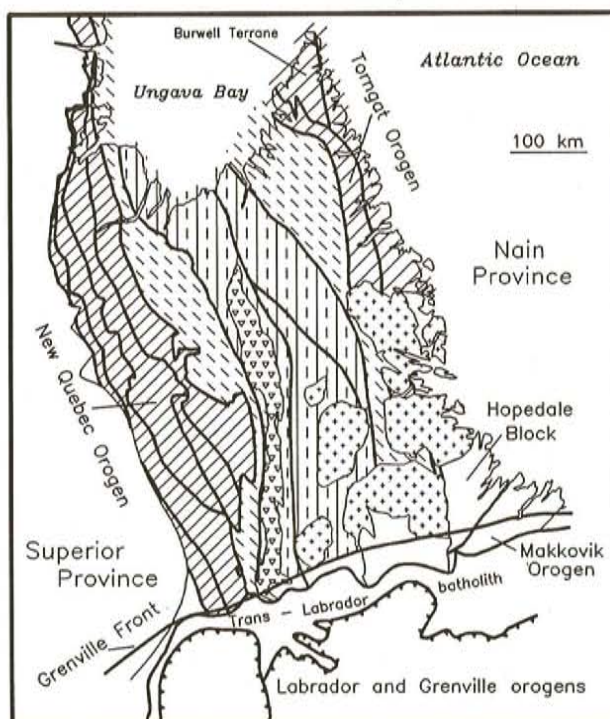 Burwell Terrane
Atlantic Ocean
Ungava Bay
Torngat Orogen
100 km
Nain
Province
New Quebec Orogen
Hopedale
Block
Superior
Province
Makkovik
Orogen
Trans - Labrador batholith
Grenville Front
Labrador and Grenville orogens